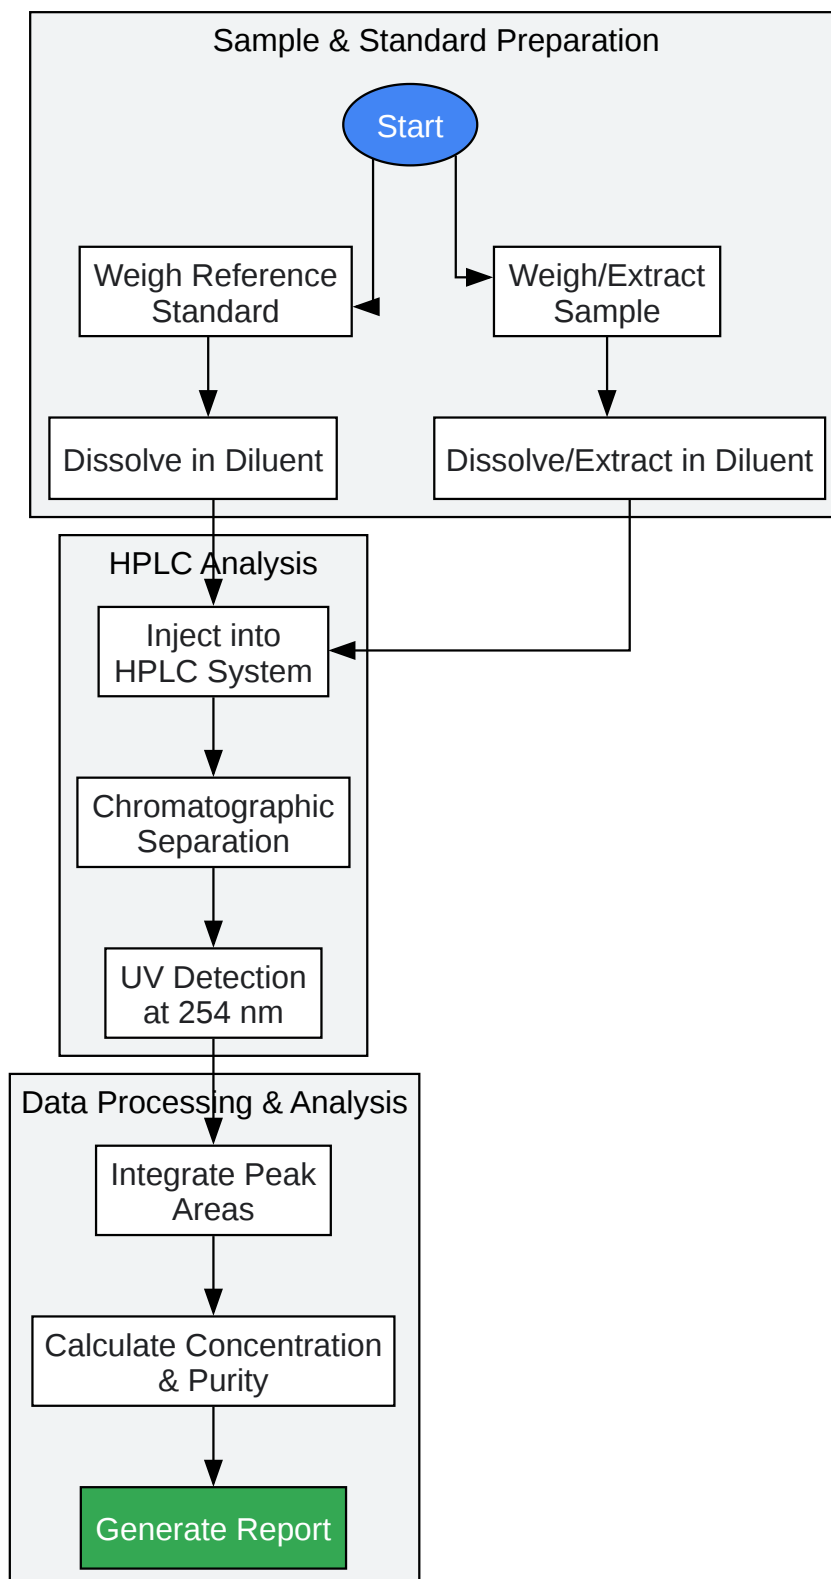 Sample & Standard Preparation
Start
Weigh Reference
Standard
Weigh/Extract
Sample
Dissolve in Diluent
Dissolve/Extract in Diluent
HPLC Analysis
Inject into
HPLC System
Chromatographic
Separation
UV Detection
at 254 nm
Data Processing & Analysis
Integrate Peak
Areas
Calculate Concentration
& Purity
Generate Report